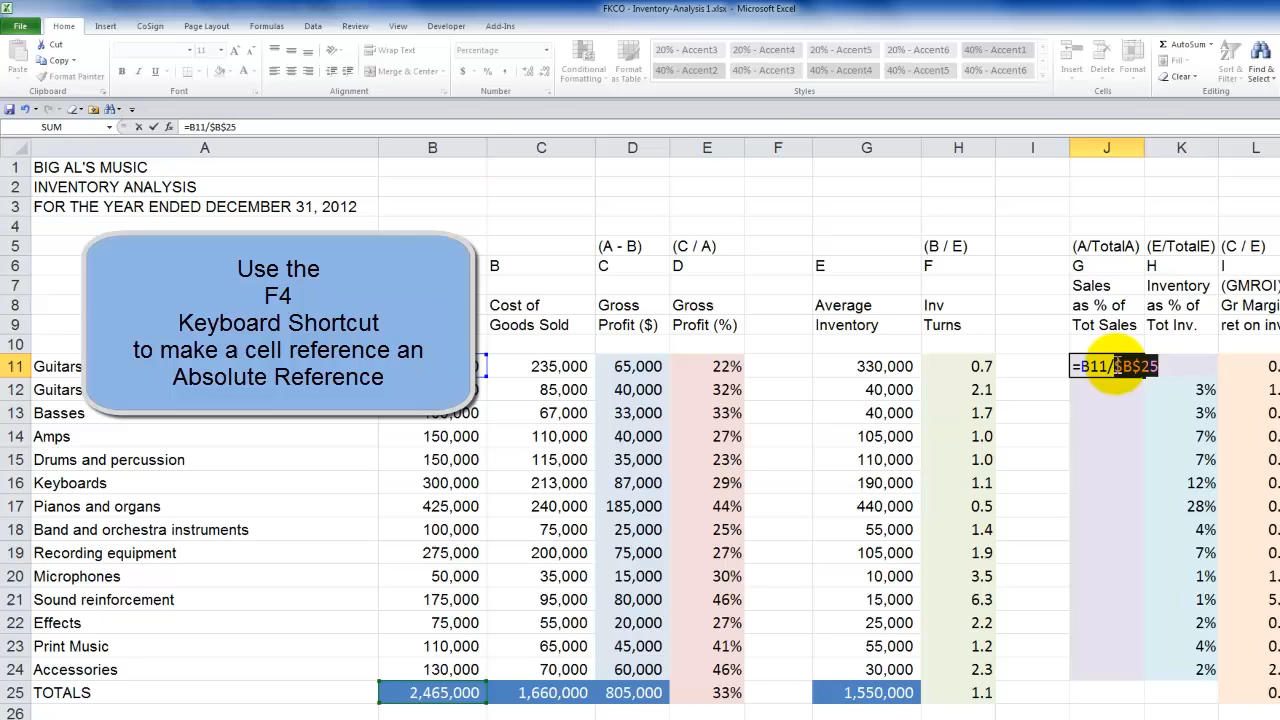 FKCO - Inventory-Analysis 1.xlsx - Microsoft Excel
File Home Insert CoSign Page Layout Formulas Data Review View Developer Add-Ins
Paste Cut Copy Format Painter Clipboard
11 B I U Font
Wrap Text Merge & Center Alignment
Percentage $ % , Number
Conditional Formatting Format as Table
20% - Accent3 20% - Accent4 20% - Accent5 20% - Accent6 40% - Accent1
40% - Accent2 40% - Accent3 40% - Accent4 40% - Accent5 40% - Accent6
Styles
Insert Delete Format Cells
AutoSum Fill Clear Sort & Filter Find & Select Editing
SUM =B11/$B$25
A B C D E F G H I J K L
1 BIG AL'S MUSIC
2 INVENTORY ANALYSIS
3 FOR THE YEAR ENDED DECEMBER 31, 2012
4
5 (A - B) (C / A) (B / E) (A/TotalA) (E/TotalE) (C / E)
6 B C D E F G H I
7 Sales Inventory (GMROI)
8 Cost of Gross Gross Average Inv as % of as % of Gr Margi
9 Goods Sold Profit ($) Profit (%) Inventory Turns Tot Sales Tot Inv. ret on inv
10
11 Guitars 235,000 65,000 22% 330,000 0.7 =B11/$B$25 0.
12 Guitars 85,000 40,000 32% 40,000 2.1 3% 1.
13 Basses 100,000 67,000 33,000 33% 40,000 1.7 3% 0.
14 Amps 150,000 110,000 40,000 27% 105,000 1.0 7% 0.
15 Drums and percussion 150,000 115,000 35,000 23% 110,000 1.0 7% 0.
16 Keyboards 300,000 213,000 87,000 29% 190,000 1.1 12% 0.
17 Pianos and organs 425,000 240,000 185,000 44% 440,000 0.5 28% 0.
18 Band and orchestra instruments 100,000 75,000 25,000 25% 55,000 1.4 4% 0.
19 Recording equipment 275,000 200,000 75,000 27% 105,000 1.9 7% 0.
20 Microphones 50,000 35,000 15,000 30% 10,000 3.5 1% 1.
21 Sound reinforcement 175,000 95,000 80,000 46% 15,000 6.3 1% 5.
22 Effects 75,000 55,000 20,000 27% 25,000 2.2 2% 0.
23 Print Music 110,000 65,000 45,000 41% 55,000 1.2 4% 0.
24 Accessories 130,000 70,000 60,000 46% 30,000 2.3 2% 2.
25 TOTALS 2,465,000 1,660,000 805,000 33% 1,550,000 1.1 0.
26
Use the
F4
Keyboard Shortcut
to make a cell reference an
Absolute Reference